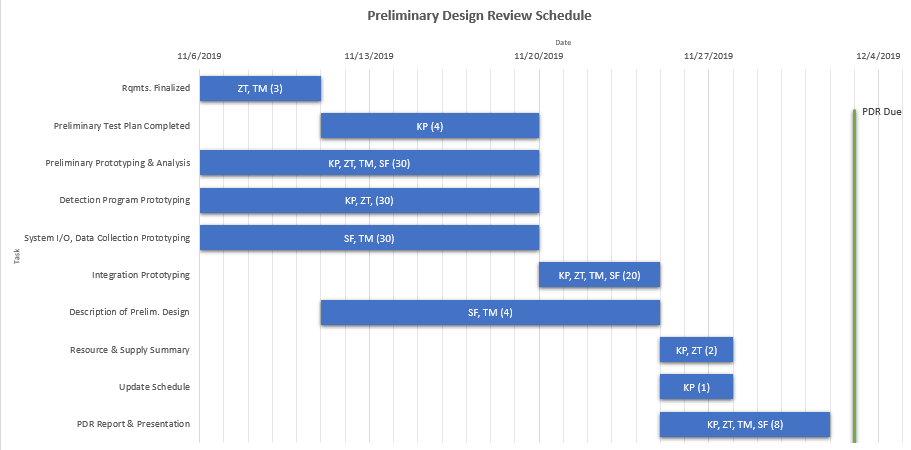 Preliminary Design Review Schedule
Date
11/6/2019 11/13/2019 11/20/2019 11/27/2019 12/4/2019
Rqmts. Finalized ZT, TM (3)
PDR Due
Preliminary Test Plan Completed KP (4)
Preliminary Prototyping & Analysis KP, ZT, TM, SF (30)
Detection Program Prototyping KP, ZT, (30)
System I/O, Data Collection Prototyping SF, TM (30)
Task
Integration Prototyping KP, ZT, TM, SF (20)
Description of Prelim. Design SF, TM (4)
Resource & Supply Summary KP, ZT (2)
Update Schedule KP (1)
PDR Report & Presentation KP, ZT, TM, SF (8)